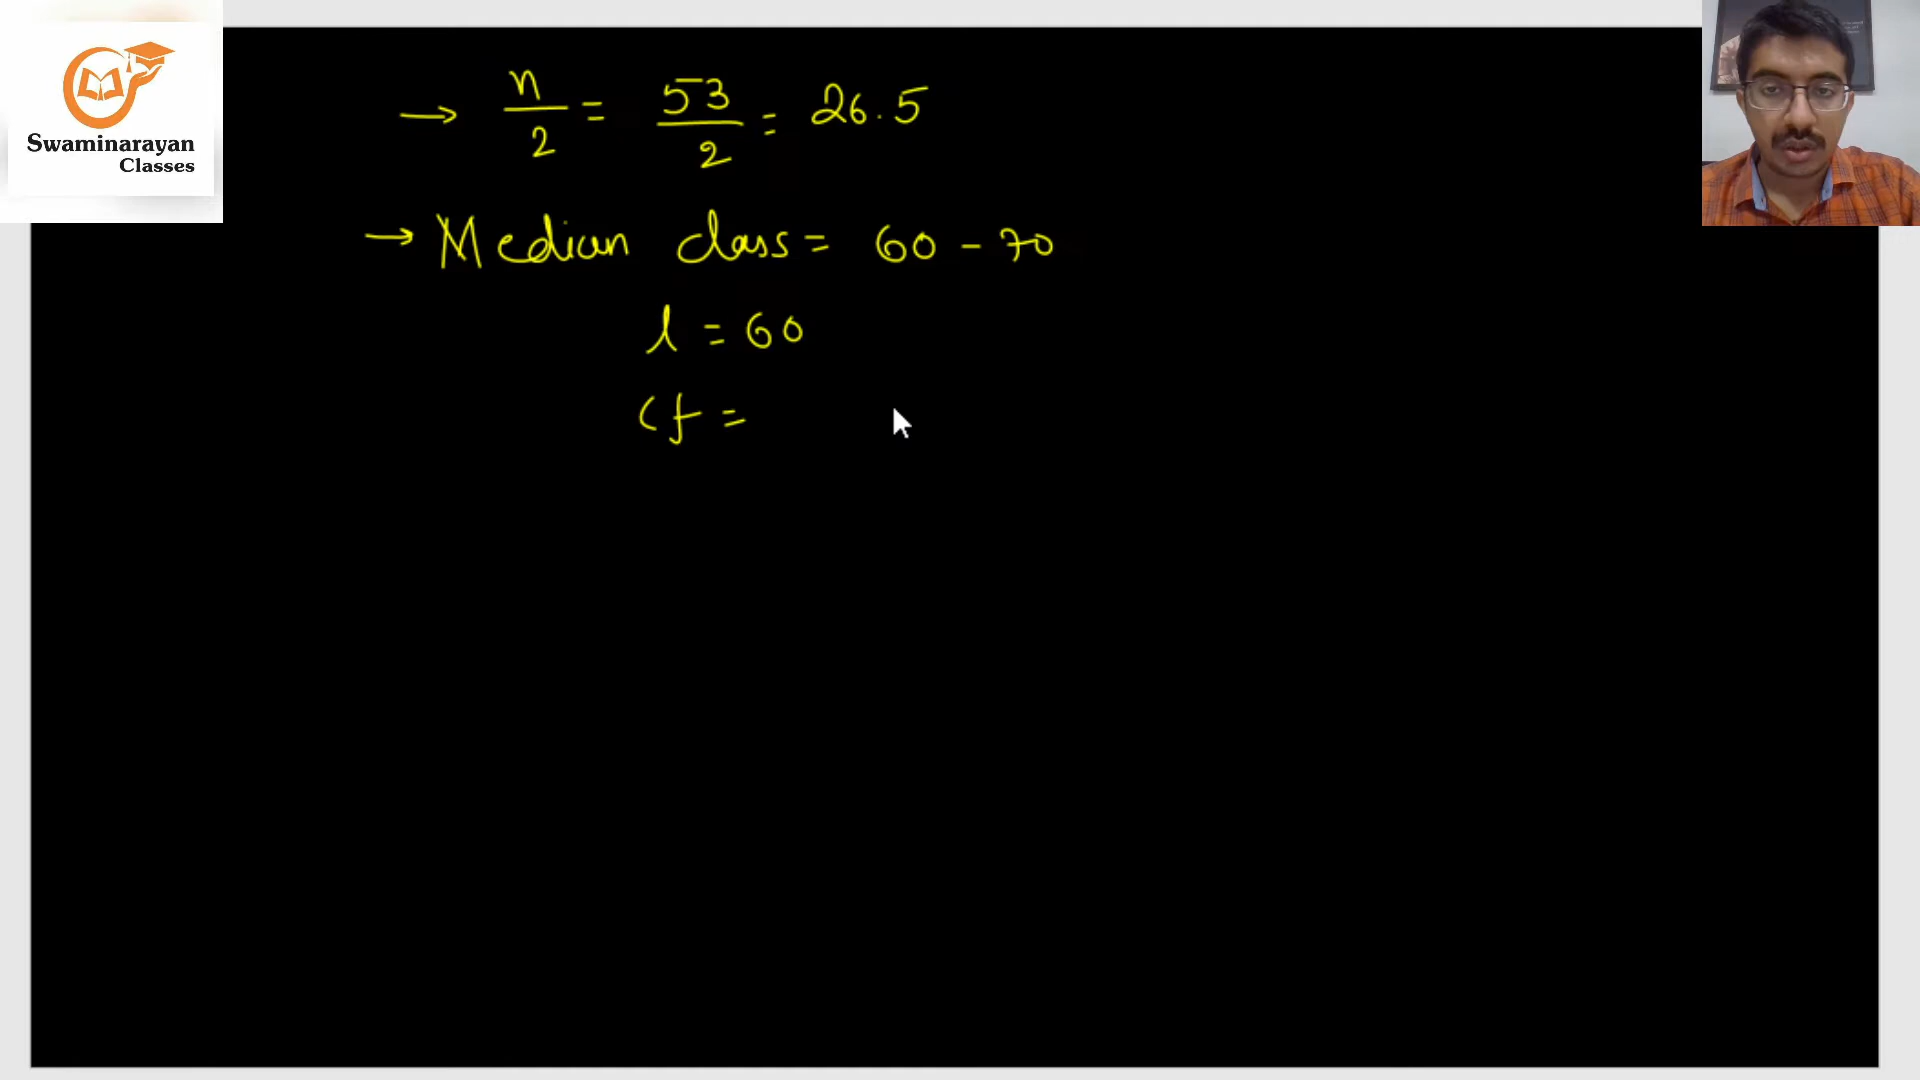 Swaminarayan
Classes
→ n/2 = 53/2 = 26.5
→ Median class = 60 - 70
l = 60
cf =